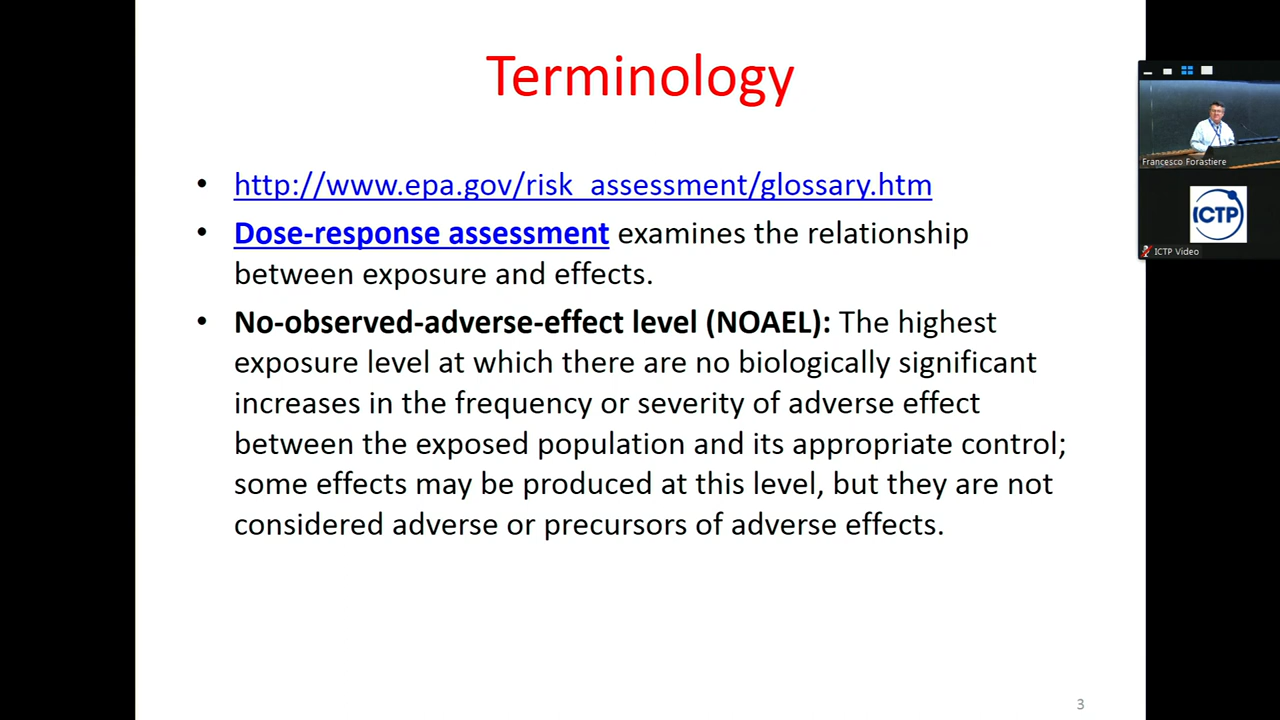 Terminology
• http://www.epa.gov/risk_assessment/glossary.htm
• Dose-response assessment examines the relationship
between exposure and effects.
• No-observed-adverse-effect level (NOAEL): The highest
exposure level at which there are no biologically significant
increases in the frequency or severity of adverse effect
between the exposed population and its appropriate control;
some effects may be produced at this level, but they are not
considered adverse or precursors of adverse effects.
3
Francesco Forastiere
ICTP
ICTP Video